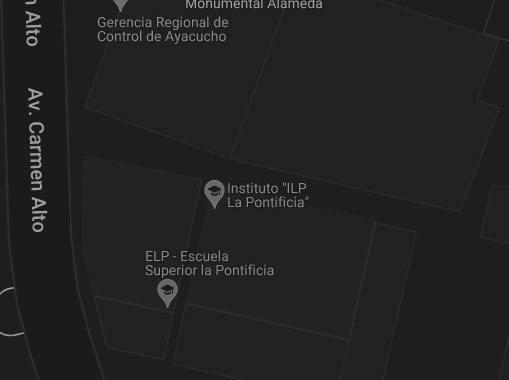 Monumental Alameda
Gerencia Regional de
Control de Ayacucho
n Alto
Av. Carmen Alto
Instituto "ILP
La Pontificia"
ELP - Escuela
Superior la Pontificia